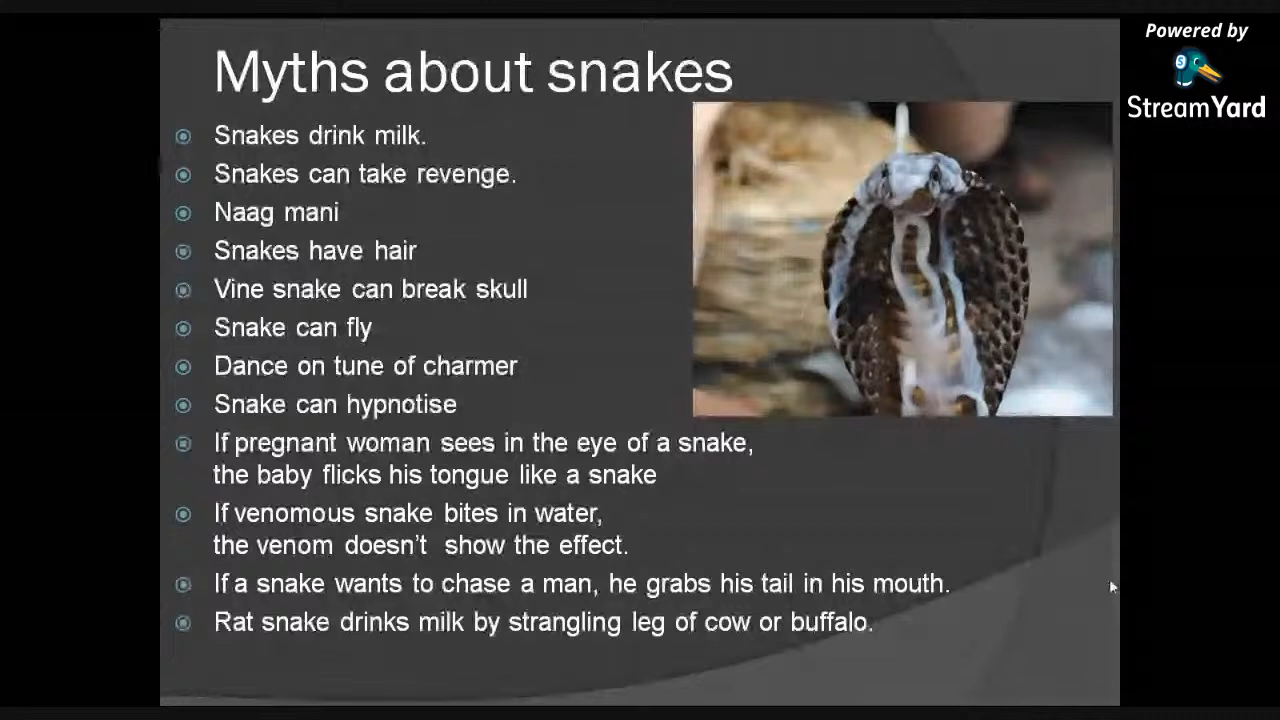 Myths about snakes
Powered by
StreamYard
Snakes drink milk.
Snakes can take revenge.
Naag mani
Snakes have hair
Vine snake can break skull
Snake can fly
Dance on tune of charmer
Snake can hypnotise
If pregnant woman sees in the eye of a snake,
the baby flicks his tongue like a snake
If venomous snake bites in water,
the venom doesn't show the effect.
If a snake wants to chase a man, he grabs his tail in his mouth.
Rat snake drinks milk by strangling leg of cow or buffalo.